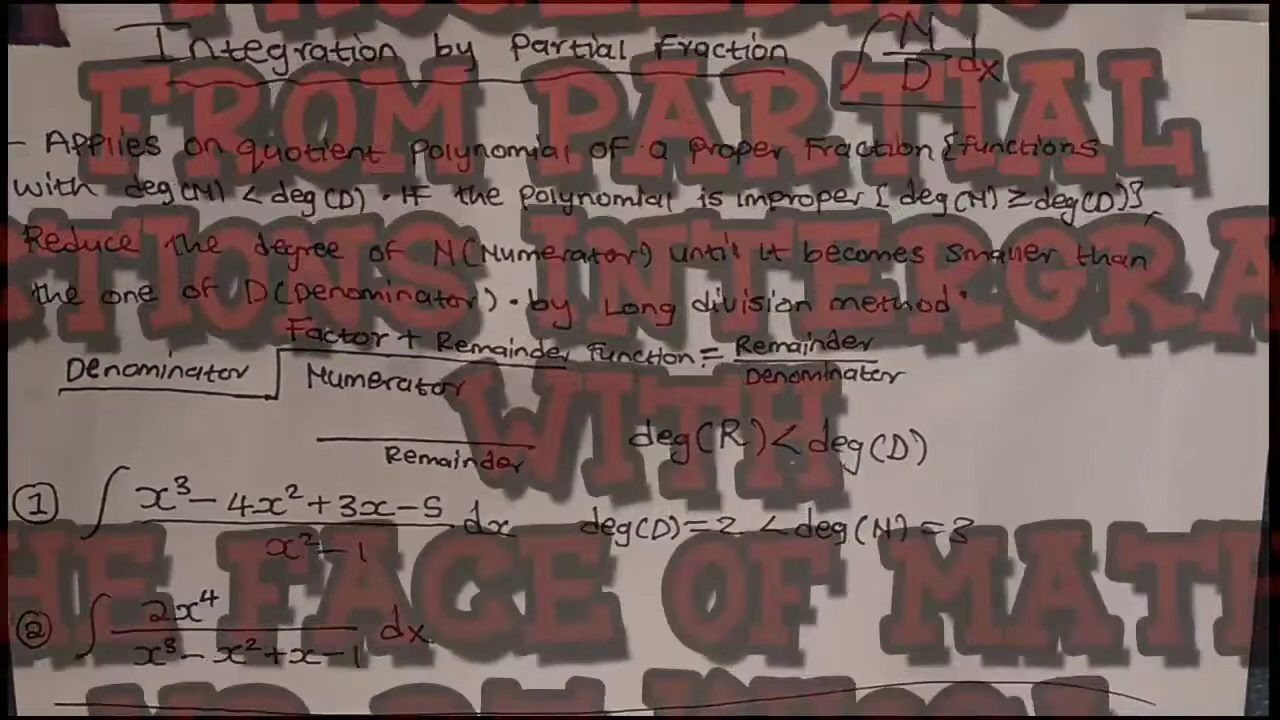 PROCEEDING
Integration by Partial Fraction ∫ N/D dx
FROM PARTIAL
- Applies on quotient Polynomial of a proper Fraction {functions
with deg(N) < deg(D) . If the polynomial is improper { deg(N) ≥ deg(D)}
FRACTIONS INTERGRA
Reduce the degree of N(Numerator) until it becomes smaller than
the one of D(Denominator) . by Long division method.
Factor + Remainder function = Remainder/Denominator
Denominator Numerator
WITH
Remainder deg(R) < deg(D)
① ∫ x³ - 4x² + 3x - 5 / x² - 1 dx deg(D) = 2 < deg(N) = 3
THE FACE OF MAT
② ∫ 2x⁴ / x³ - x² + x - 1 dx